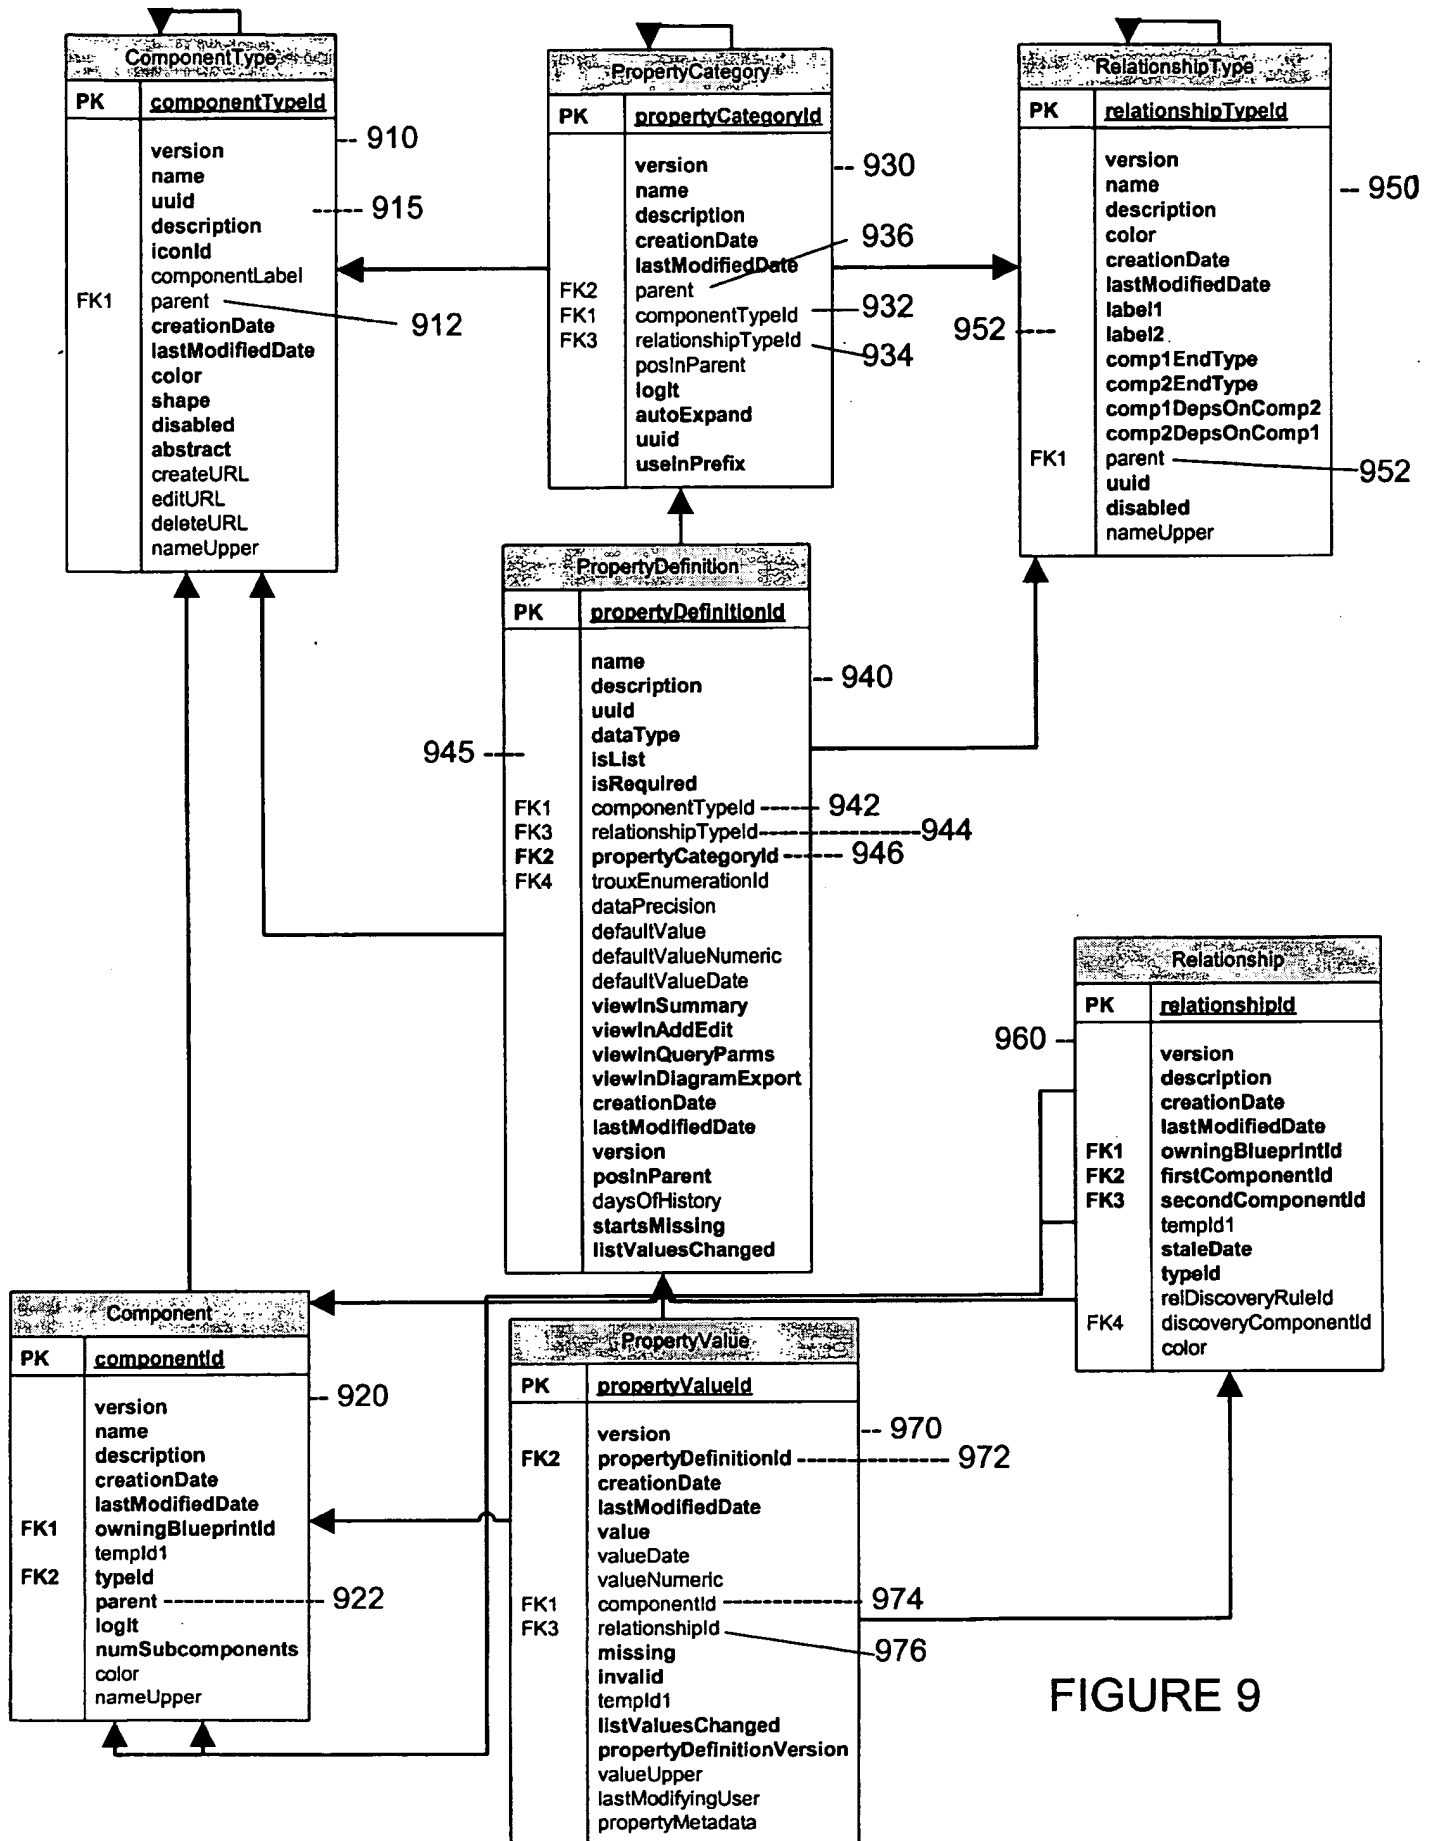 ComponentType
PK componentTypeId
910
version
name
uuid
915
description
iconId
componentLabel
FK1 parent
912
creationDate
lastModifiedDate
color
shape
disabled
abstract
createURL
editURL
deleteURL
nameUpper
PropertyCategory
PK propertyCategoryId
version 930
name
description
creationDate 936
lastModifiedDate
FK2 parent
FK1 componentTypeId 932
FK3 relationshipTypeId 934
posInParent
logIt
autoExpand
uuid
useInPrefix
RelationshipType
PK relationshipTypeId
version
name 950
description
color
creationDate
lastModifiedDate
label1
952 label2
comp1EndType
comp2EndType
comp1DepsOnComp2
comp2DepsOnComp1
FK1 parent 952
uuid
disabled
nameUpper
PropertyDefinition
PK propertyDefinitionId
name
description 940
uuid
dataType
945 isList
isRequired
FK1 componentTypeId 942
FK3 relationshipTypeId 944
FK2 propertyCategoryId 946
FK4 trouxEnumerationId
dataPrecision
defaultValue
defaultValueNumeric
defaultValueDate
viewInSummary
viewInAddEdit
viewInQueryParms
viewInDiagramExport
creationDate
lastModifiedDate
version
posInParent
daysOfHistory
startsMissing
listValuesChanged
Relationship
PK relationshipId
960
version
description
creationDate
lastModifiedDate
FK1 owningBlueprintId
FK2 firstComponentId
FK3 secondComponentId
tempId1
staleDate
typeId
relDiscoveryRuleId
FK4 discoveryComponentId
color
Component
PK componentId
920
version
name
description
creationDate
lastModifiedDate
FK1 owningBlueprintId
tempId1
FK2 typeId
parent 922
logIt
numSubcomponents
color
nameUpper
PropertyValue
PK propertyValueId
version 970
FK2 propertyDefinitionId 972
creationDate
lastModifiedDate
value
valueDate
valueNumeric
FK1 componentId 974
FK3 relationshipId
missing 976
invalid
tempId1
listValuesChanged
propertyDefinitionVersion
valueUpper
lastModifyingUser
propertyMetadata
FIGURE 9